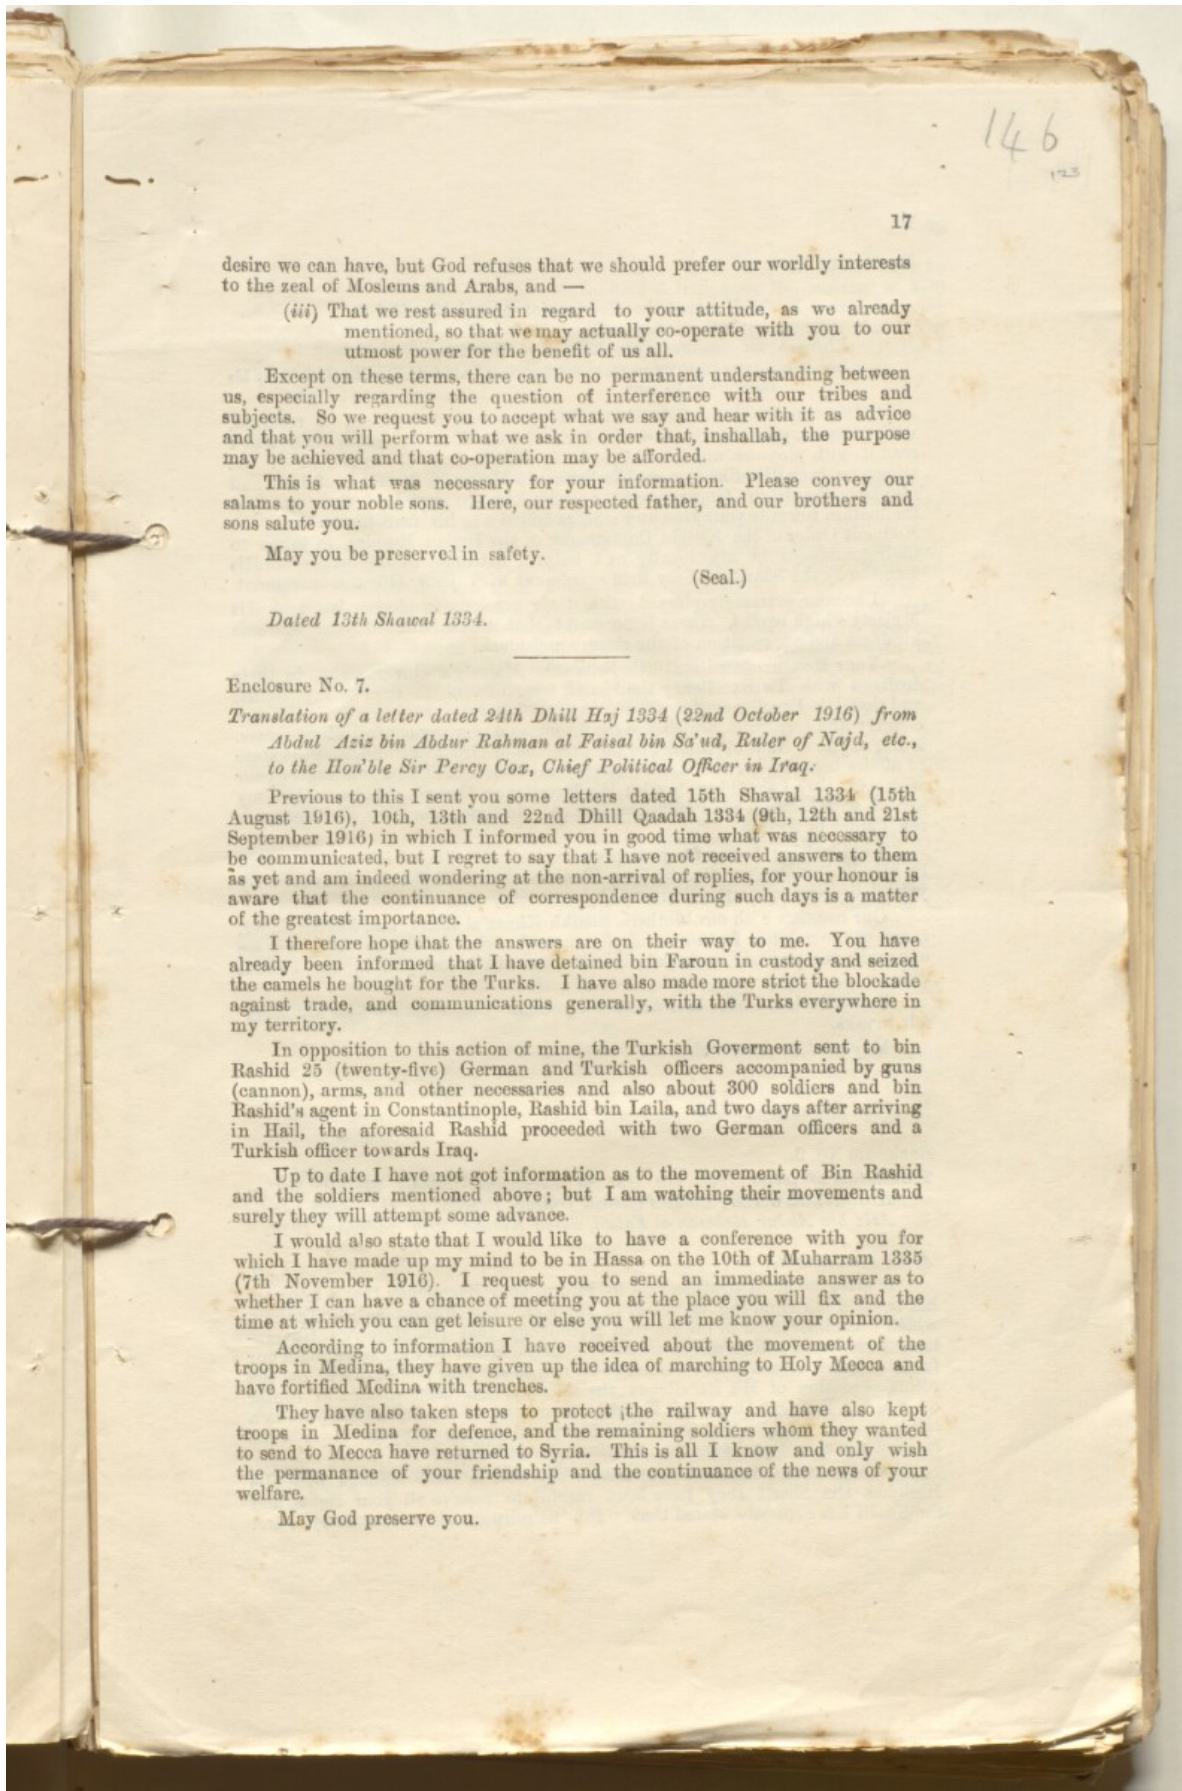 146
123
17
desire we can have, but God refuses that we should prefer our worldly interests
to the zeal of Moslems and Arabs, and —
(iii) That we rest assured in regard to your attitude, as we already
mentioned, so that we may actually co-operate with you to our
utmost power for the benefit of us all.
Except on these terms, there can be no permanent understanding between
us, especially regarding the question of interference with our tribes and
subjects. So we request you to accept what we say and hear with it as advice
and that you will perform what we ask in order that, inshallah, the purpose
may be achieved and that co-operation may be afforded.
This is what was necessary for your information. Please convey our
salams to your noble sons. Here, our respected father, and our brothers and
sons salute you.
May you be preserved in safety.
(Seal.)
Dated 13th Shawal 1334.
Enclosure No. 7.
Translation of a letter dated 24th Dhill Haj 1334 (22nd October 1916) from
Abdul Aziz bin Abdur Rahman al Faisal bin Sa'ud, Ruler of Najd, etc.,
to the Hon'ble Sir Percy Cox, Chief Political Officer in Iraq.
Previous to this I sent you some letters dated 15th Shawal 1334 (15th
August 1916), 10th, 13th and 22nd Dhill Qaadah 1334 (9th, 12th and 21st
September 1916) in which I informed you in good time what was necessary to
be communicated, but I regret to say that I have not received answers to them
as yet and am indeed wondering at the non-arrival of replies, for your honour is
aware that the continuance of correspondence during such days is a matter
of the greatest importance.
I therefore hope that the answers are on their way to me. You have
already been informed that I have detained bin Faroun in custody and seized
the camels he bought for the Turks. I have also made more strict the blockade
against trade, and communications generally, with the Turks everywhere in
my territory.
In opposition to this action of mine, the Turkish Goverment sent to bin
Rashid 25 (twenty-five) German and Turkish officers accompanied by guns
(cannon), arms, and other necessaries and also about 300 soldiers and bin
Rashid's agent in Constantinople, Rashid bin Laila, and two days after arriving
in Hail, the aforesaid Rashid proceeded with two German officers and a
Turkish officer towards Iraq.
Up to date I have not got information as to the movement of Bin Rashid
and the soldiers mentioned above; but I am watching their movements and
surely they will attempt some advance.
I would also state that I would like to have a conference with you for
which I have made up my mind to be in Hassa on the 10th of Muharram 1335
(7th November 1916). I request you to send an immediate answer as to
whether I can have a chance of meeting you at the place you will fix and the
time at which you can get leisure or else you will let me know your opinion.
According to information I have received about the movement of the
troops in Medina, they have given up the idea of marching to Holy Mecca and
have fortified Medina with trenches.
They have also taken steps to protect the railway and have also kept
troops in Medina for defence, and the remaining soldiers whom they wanted
to send to Mecca have returned to Syria. This is all I know and only wish
the permanance of your friendship and the continuance of the news of your
welfare.
May God preserve you.